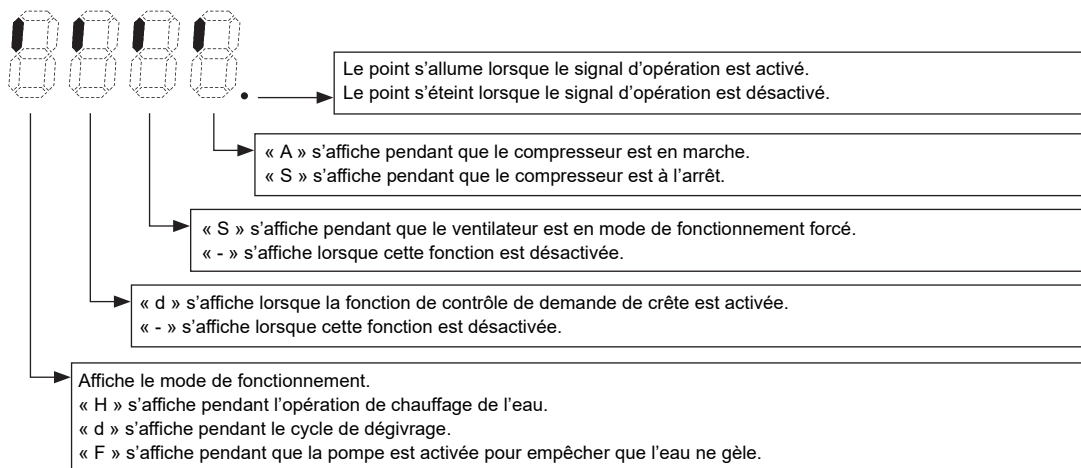 Le point s'allume lorsque le signal d'opération est activé.
Le point s'éteint lorsque le signal d'opération est désactivé.
« A » s'affiche pendant que le compresseur est en marche.
« S » s'affiche pendant que le compresseur est à l'arrêt.
« S » s'affiche pendant que le ventilateur est en mode de fonctionnement forcé.
« - » s'affiche lorsque cette fonction est désactivée.
« d » s'affiche lorsque la fonction de contrôle de demande de crête est activée.
« - » s'affiche lorsque cette fonction est désactivée.
Affiche le mode de fonctionnement.
« H » s'affiche pendant l'opération de chauffage de l'eau.
« d » s'affiche pendant le cycle de dégivrage.
« F » s'affiche pendant que la pompe est activée pour empêcher que l'eau ne gèle.